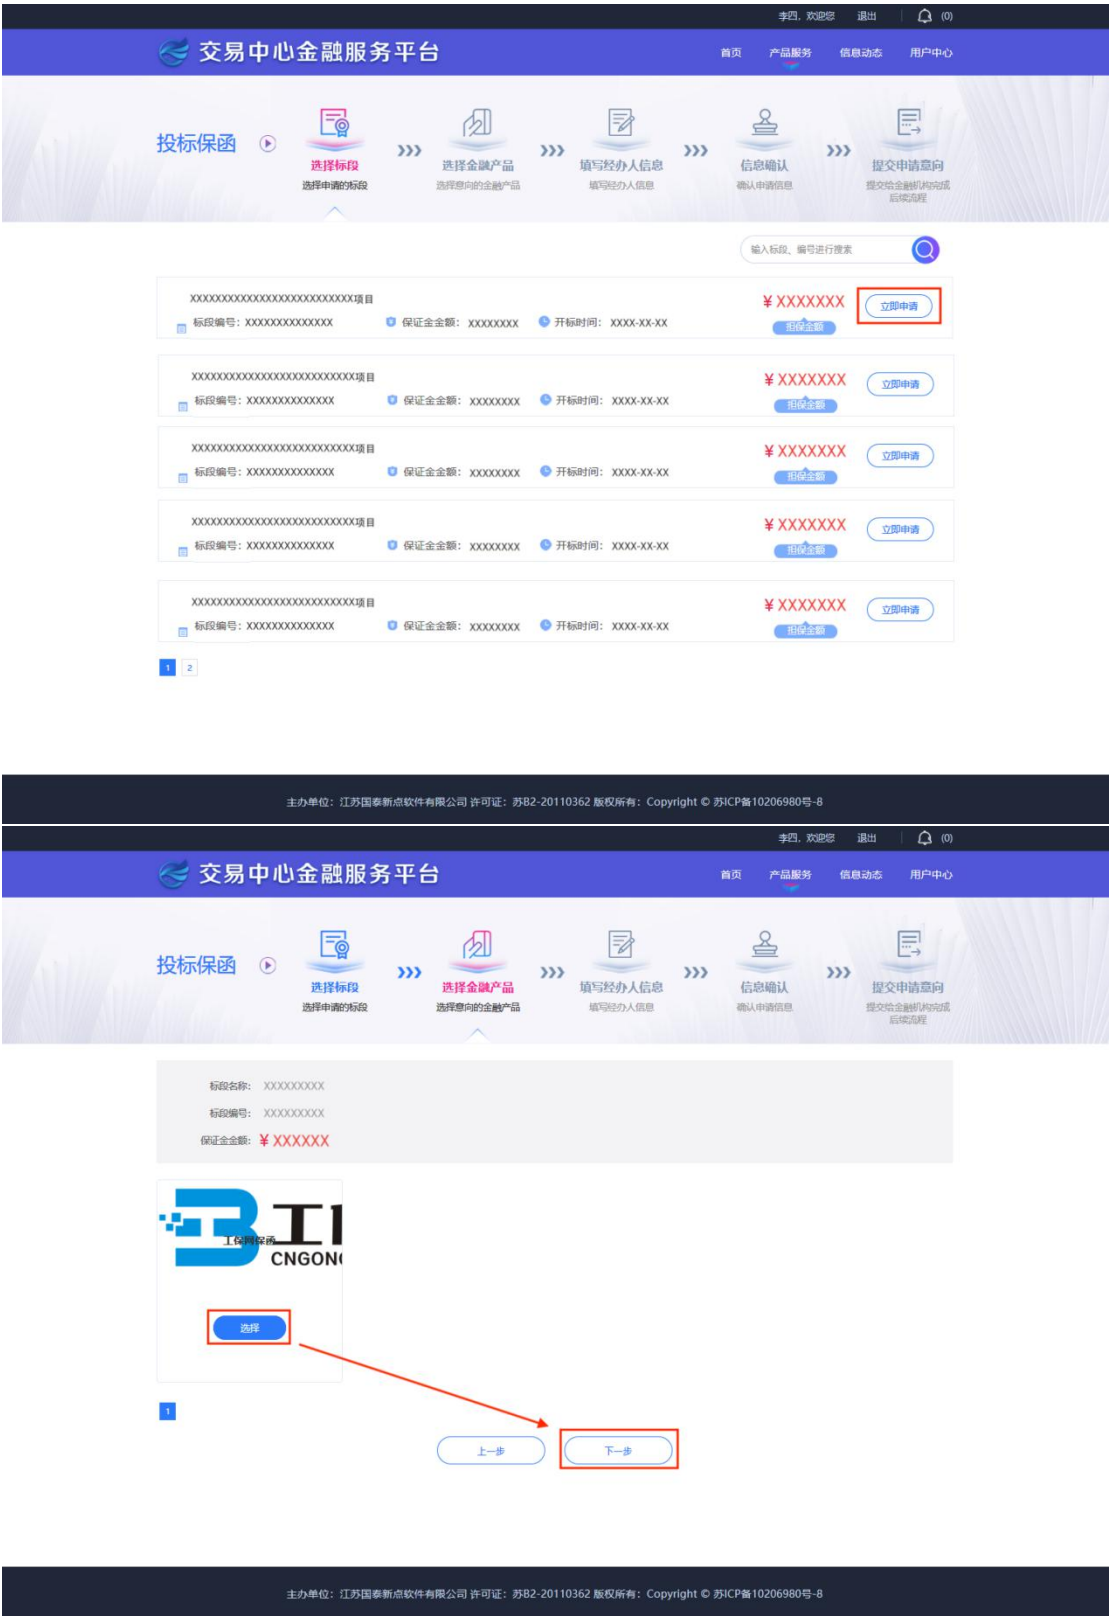 李四，欢迎您 退出 (0)
交易中心金融服务平台 首页 产品服务 信息动态 用户中心
投标保函
选择标段 选择金融产品 填写经办人信息 信息确认 提交申请意向
选择申请的标段 选择意向的金融产品 填写经办人信息 确认申请信息 提交给金融机构完成
后续流程
输入标段、编号进行搜索
XXXXXXXXXXXXXXXXXXXXXXXXXX项目 ¥ XXXXXXX 立即申请
标段编号：XXXXXXXXXXXXXX 保证金金额：XXXXXXXX 开标时间：XXXX-XX-XX 担保金额
XXXXXXXXXXXXXXXXXXXXXXXXXX项目 ¥ XXXXXXX 立即申请
标段编号：XXXXXXXXXXXXXX 保证金金额：XXXXXXXX 开标时间：XXXX-XX-XX 担保金额
XXXXXXXXXXXXXXXXXXXXXXXXXX项目 ¥ XXXXXXX 立即申请
标段编号：XXXXXXXXXXXXXX 保证金金额：XXXXXXXX 开标时间：XXXX-XX-XX 担保金额
XXXXXXXXXXXXXXXXXXXXXXXXXX项目 ¥ XXXXXXX 立即申请
标段编号：XXXXXXXXXXXXXX 保证金金额：XXXXXXXX 开标时间：XXXX-XX-XX 担保金额
XXXXXXXXXXXXXXXXXXXXXXXXXX项目 ¥ XXXXXXX 立即申请
标段编号：XXXXXXXXXXXXXX 保证金金额：XXXXXXXX 开标时间：XXXX-XX-XX 担保金额
1 2
主办单位：江苏国泰新点软件有限公司 许可证：苏B2-20110362 版权所有：Copyright © 苏ICP备10206980号-8
李四，欢迎您 退出 (0)
交易中心金融服务平台 首页 产品服务 信息动态 用户中心
投标保函
选择标段 选择金融产品 填写经办人信息 信息确认 提交申请意向
选择申请的标段 选择意向的金融产品 填写经办人信息 确认申请信息 提交给金融机构完成
后续流程
标段名称： XXXXXXXXX
标段编号： XXXXXXXXX
保证金金额： ¥ XXXXXX
工
工保网保函
CNGON
选择
1
上一步 下一步
主办单位：江苏国泰新点软件有限公司 许可证：苏B2-20110362 版权所有：Copyright © 苏ICP备10206980号-8